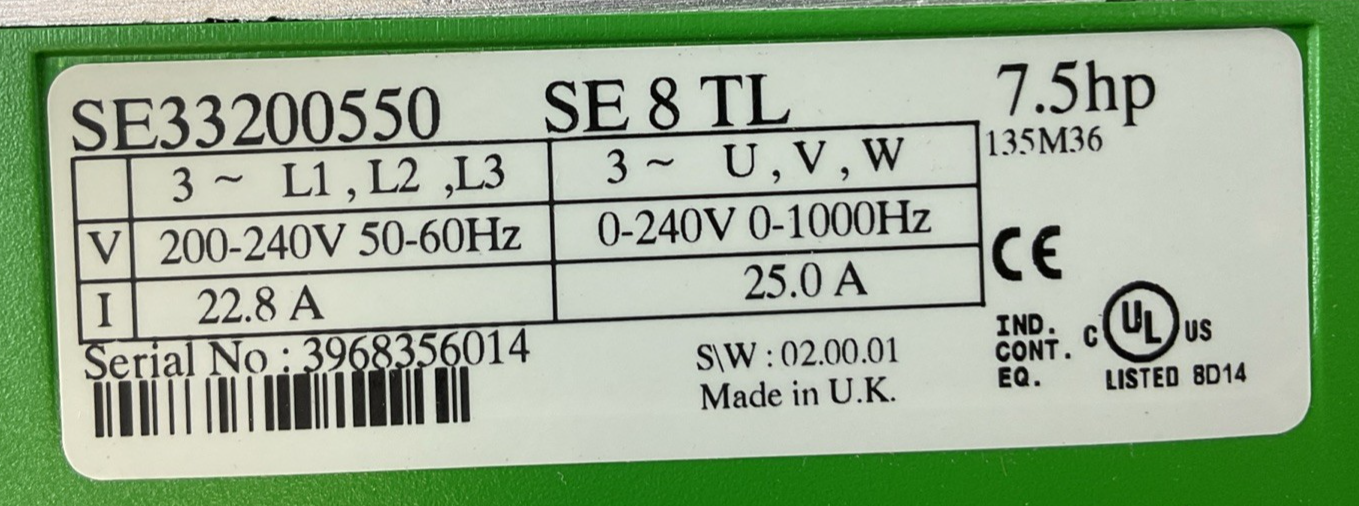 SE33200550 SE 8 TL 7.5hp
135M36
3 ~ L1 , L2 ,L3 3 ~ U , V , W
V 200-240V 50-60Hz 0-240V 0-1000Hz
I 22.8 A 25.0 A
CE
Serial No : 3968356014
S\W : 02.00.01
Made in U.K.
IND.
CONT.
EQ.
C UL US
LISTED 8D14